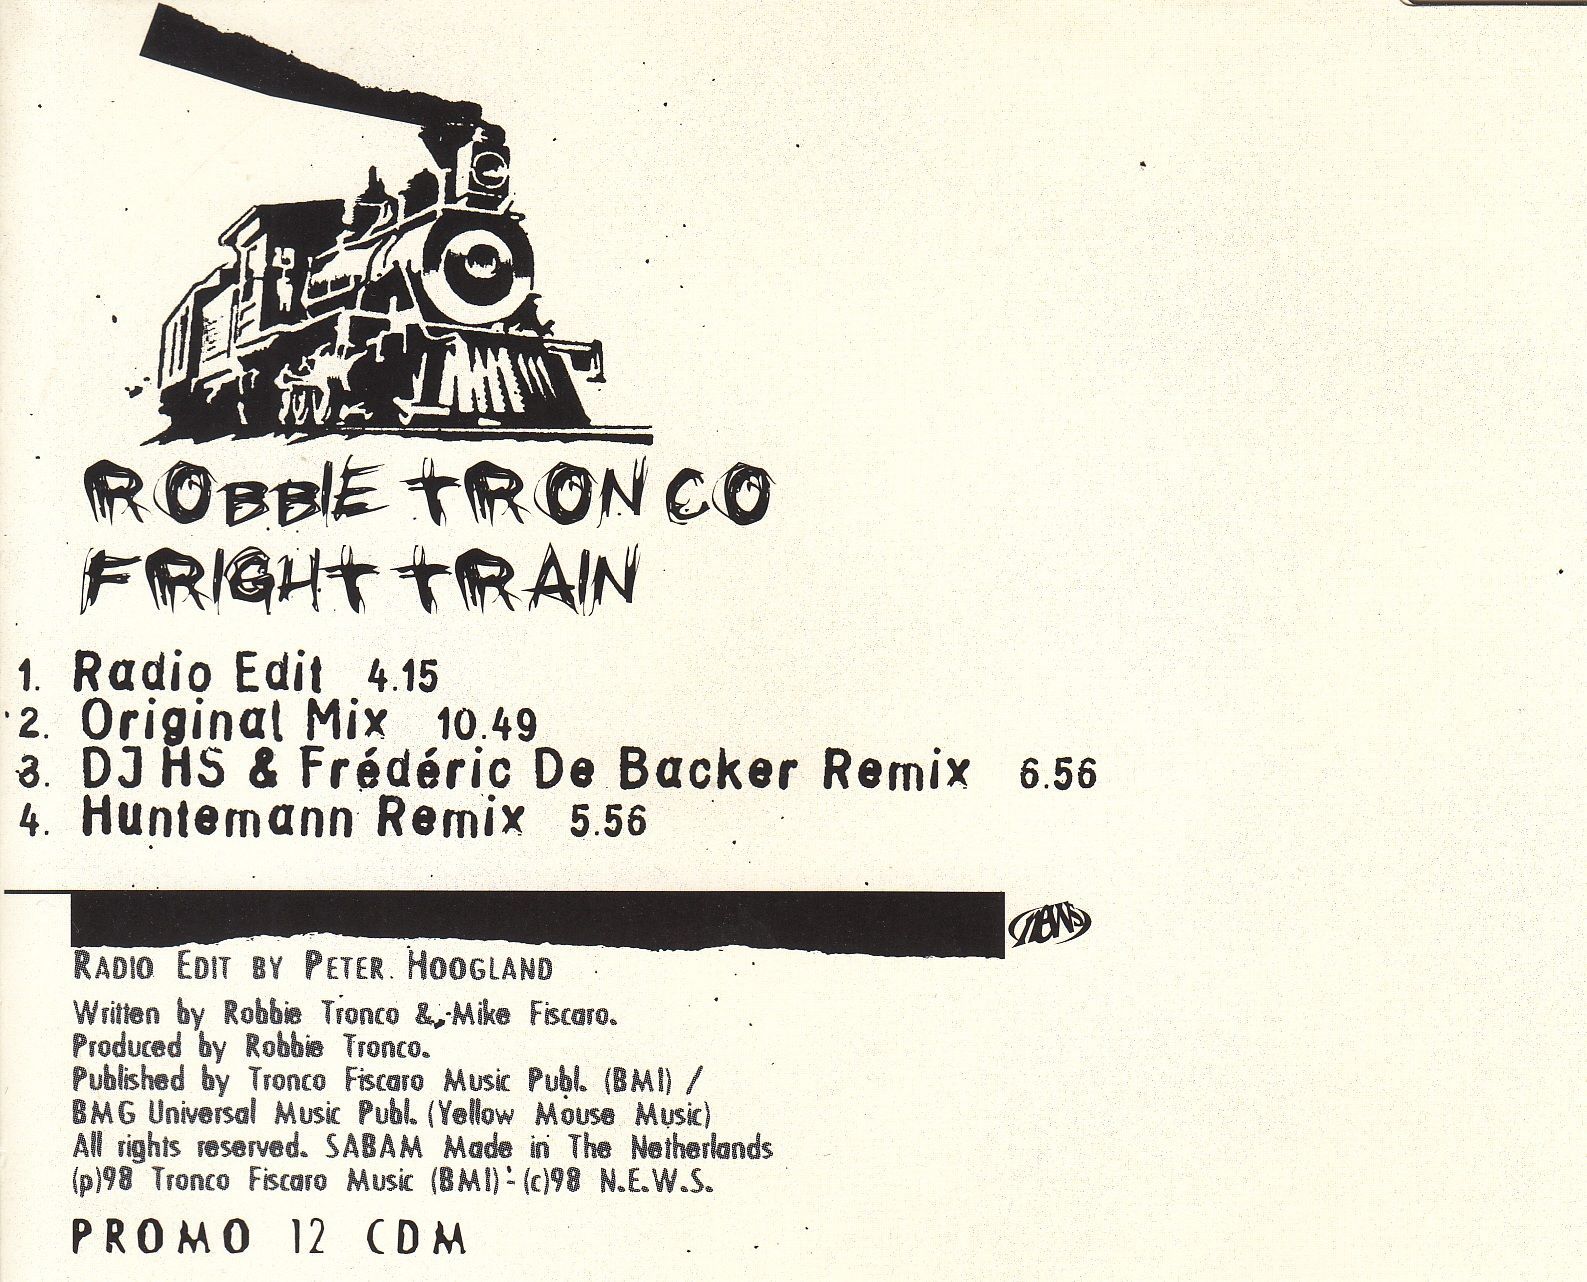 ROBBIE TRONCO
FRIGHT TRAIN
1. Radio Edit 4.15
2. Original Mix 10.49
3. DJ HS & Frédéric De Backer Remix 6.56
4. Huntemann Remix 5.56
news
RADIO EDIT BY PETER HOOGLAND
Written by Robbie Tronco & Mike Fiscaro.
Produced by Robbie Tronco.
Published by Tronco Fiscaro Music Publ. (BMI) /
BMG Universal Music Publ. (Yellow Mouse Music)
All rights reserved. SABAM Made in The Netherlands
(p)98 Tronco Fiscaro Music (BMI) - (c)98 N.E.W.S.
PROMO 12 CDM